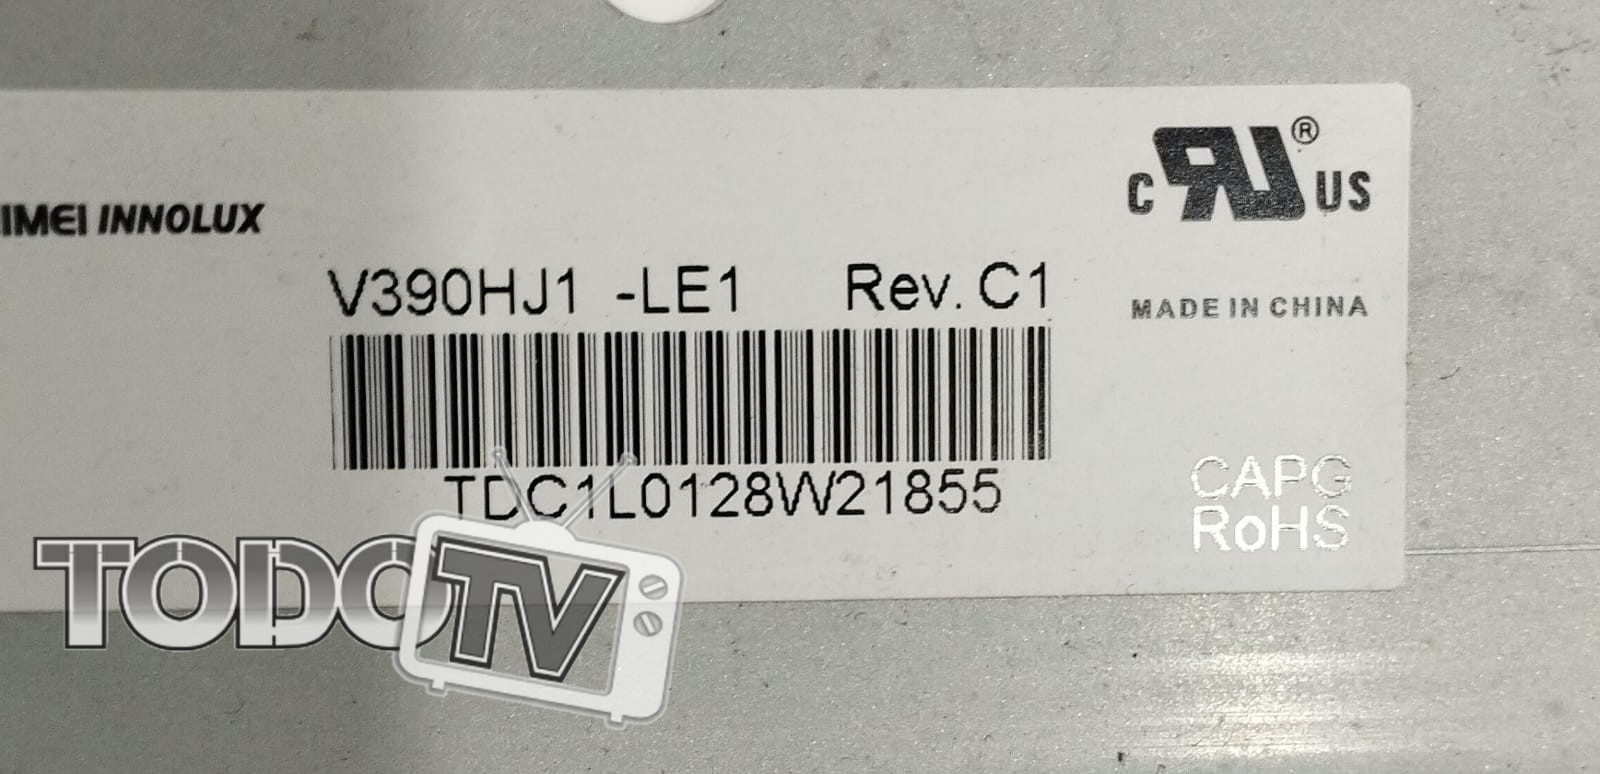 IMEI INNOLUX
C US ®
V390HJ1 -LE1 Rev. C1
MADE IN CHINA
TDC1L0128W21855
CAPG
RoHS
TODOTV